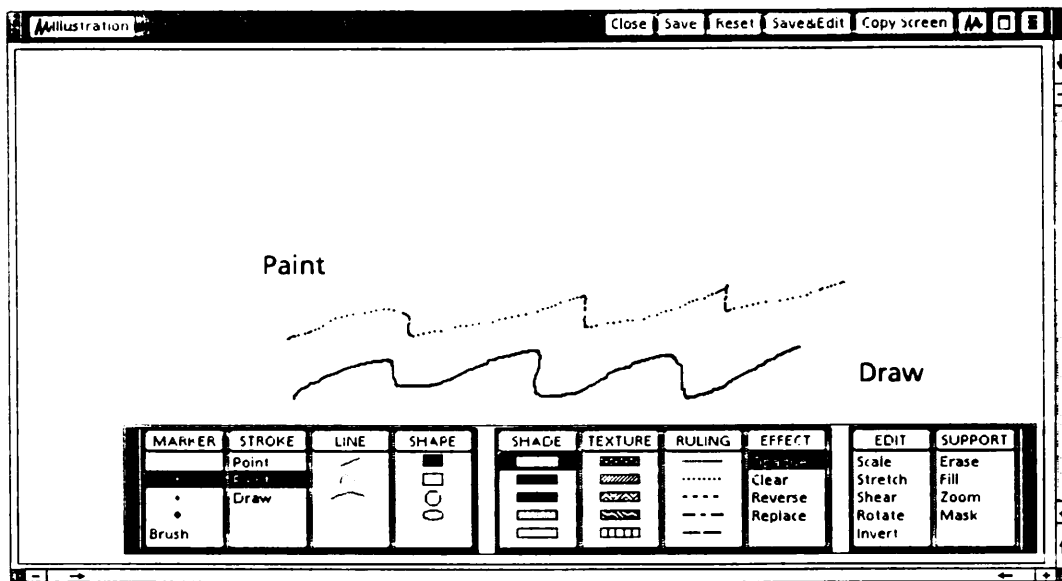 Illustration Close Save Reset Save&Edit Copy Screen
Paint
Draw
MARKER STROKE LINE SHAPE SHADE TEXTURE RULING EFFECT EDIT SUPPORT
Point Scale Erase
Clear Stretch Fill
Draw Reverse Shear Zoom
Replace Rotate Mask
Brush Invert